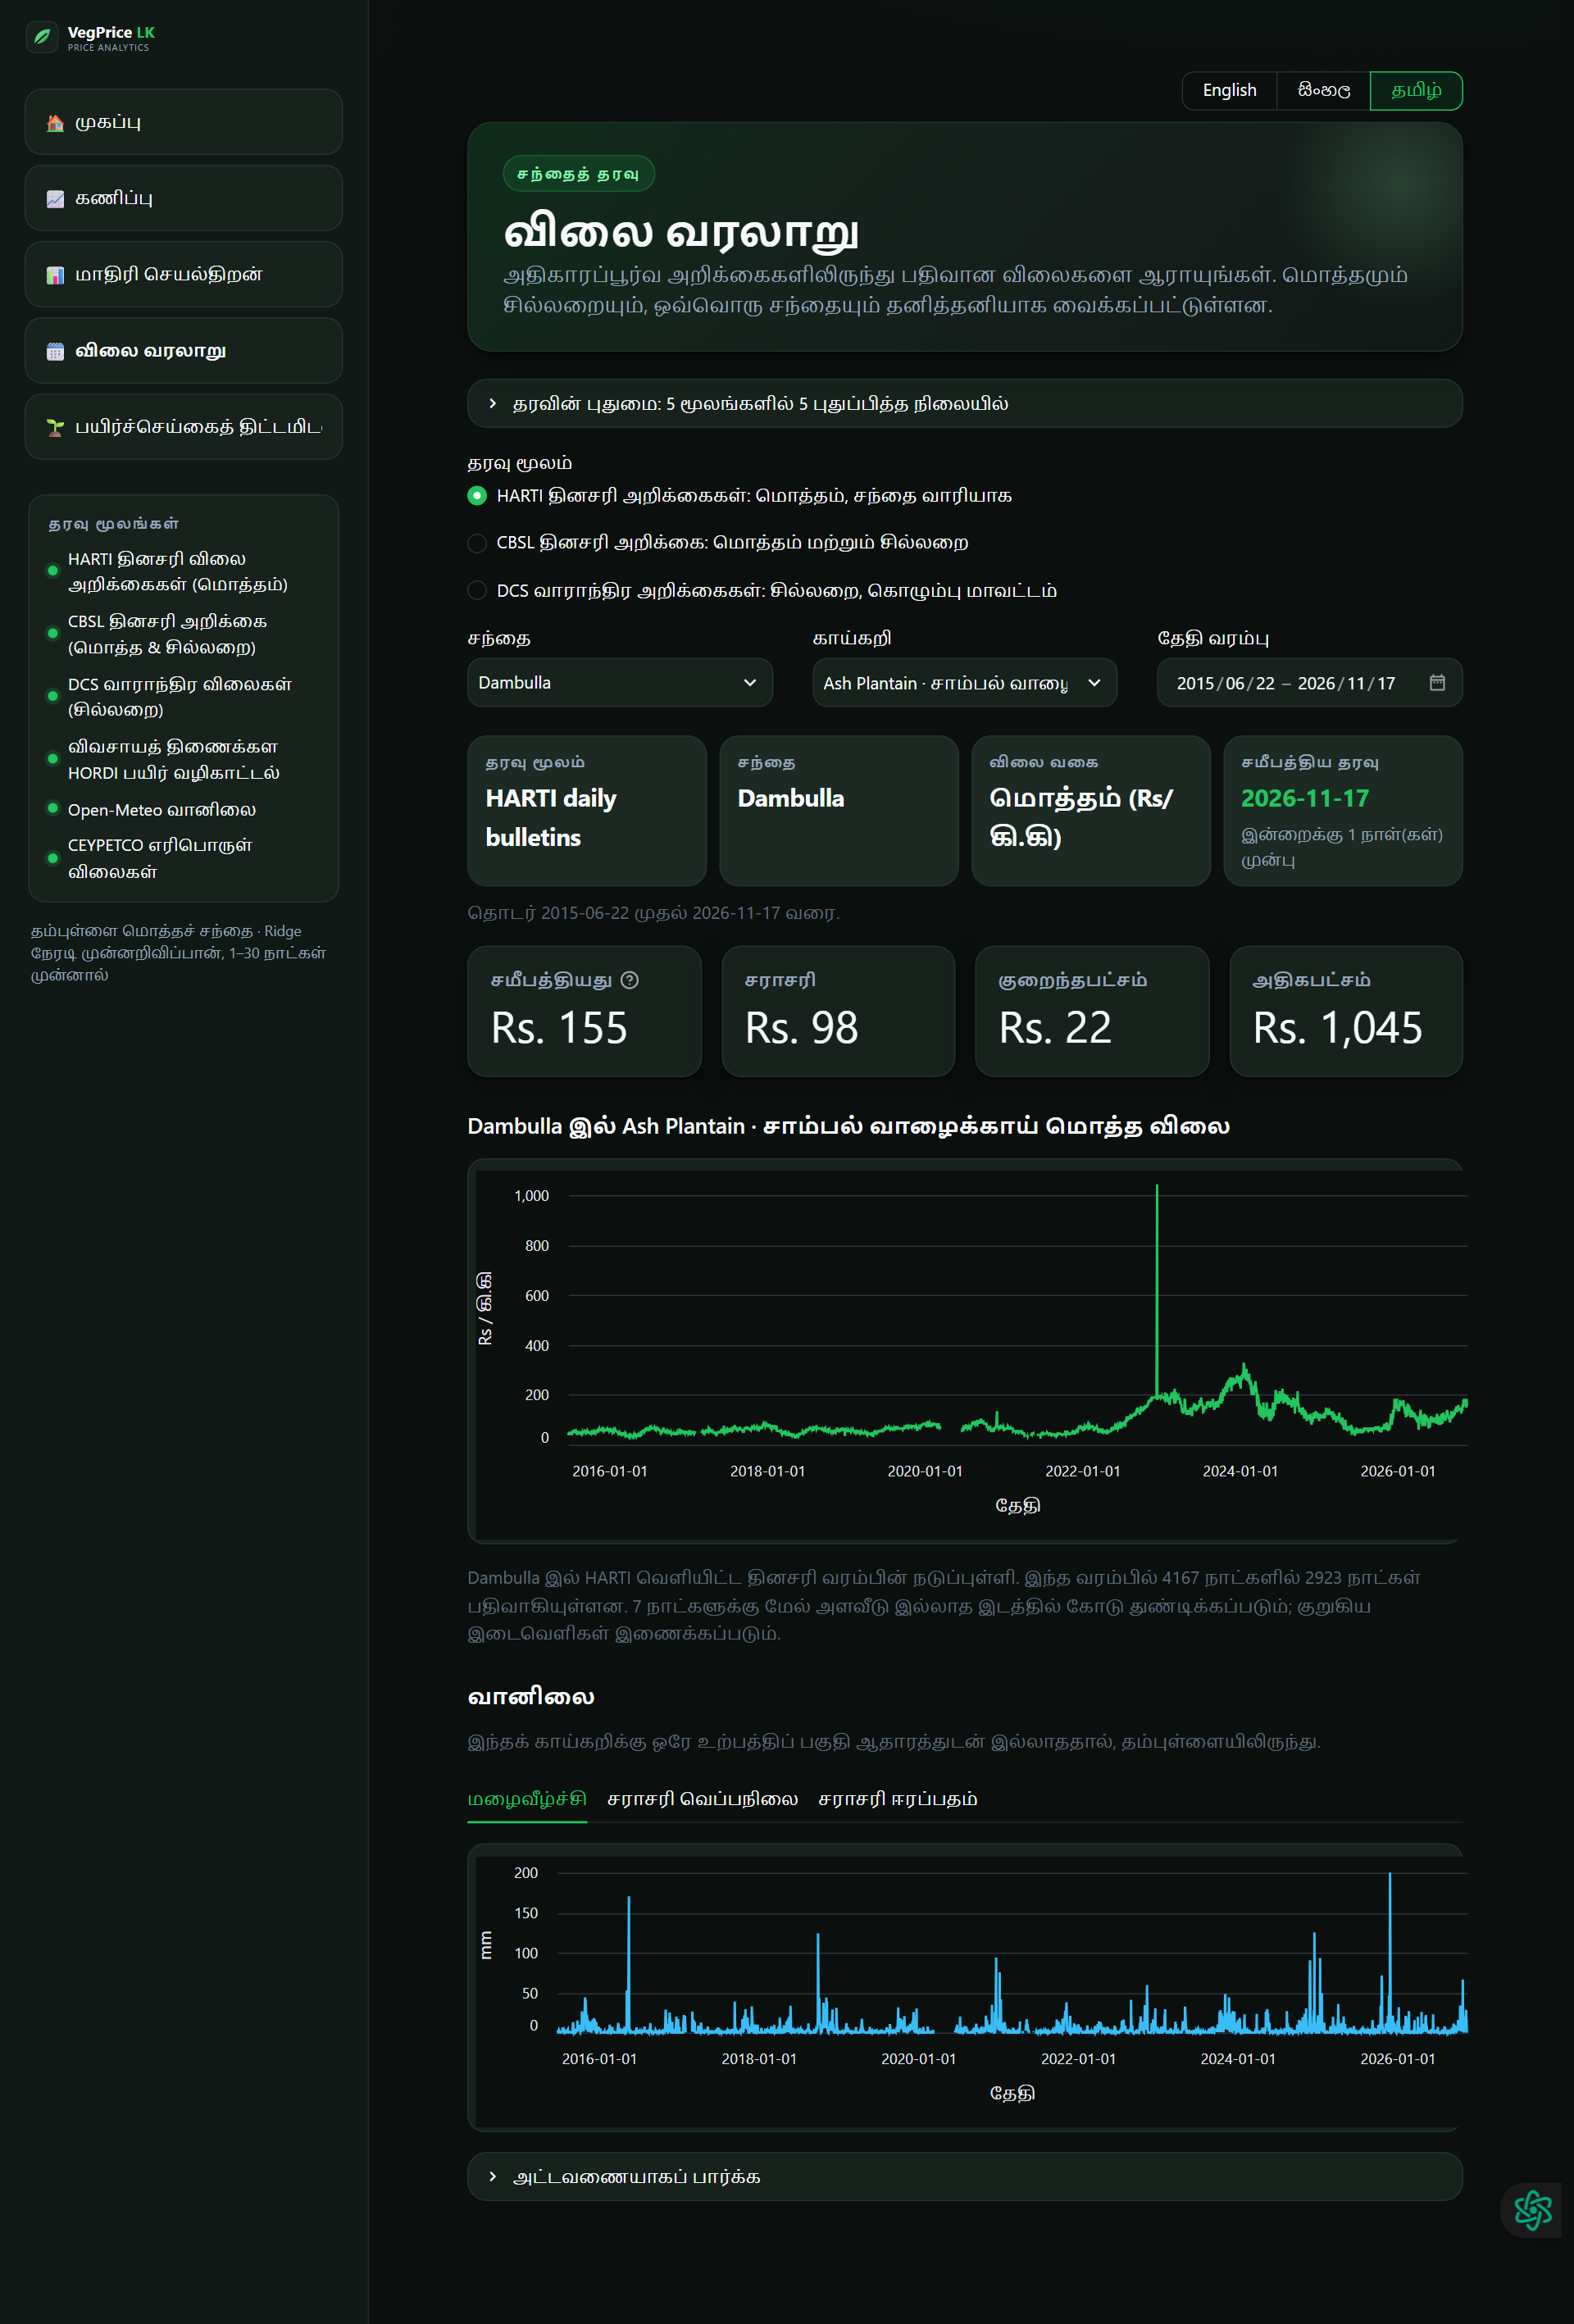 VegPrice LK
PRICE ANALYTICS
முகப்பு
கணிப்பு
மாதிரி செயல்திறன்
விலை வரலாறு
பயிர்ச்செய்கைத் திட்டமிட
தரவு மூலங்கள்
HARTI தினசரி விலை
அறிக்கைகள் (மொத்தம்)
CBSL தினசரி அறிக்கை
(மொத்த & சில்லறை)
DCS வாராந்திர விலைகள்
(சில்லறை)
விவசாயத் திணைக்கள
HORDI பயிர் வழிகாட்டல்
Open-Meteo வானிலை
CEYPETCO எரிபொருள்
விலைகள்
தம்புள்ளை மொத்தச் சந்தை · Ridge
நேரடி முன்னறிவிப்பான், 1–30 நாட்கள்
முன்னால்
English
සිංහල
தமிழ்
சந்தைத் தரவு
விலை வரலாறு
அதிகாரப்பூர்வ அறிக்கைகளிலிருந்து பதிவான விலைகளை ஆராயுங்கள். மொத்தமும்
சில்லறையும், ஒவ்வொரு சந்தையும் தனித்தனியாக வைக்கப்பட்டுள்ளன.
தரவின் புதுமை: 5 மூலங்களில் 5 புதுப்பித்த நிலையில்
தரவு மூலம்
HARTI தினசரி அறிக்கைகள்: மொத்தம், சந்தை வாரியாக
CBSL தினசரி அறிக்கை: மொத்தம் மற்றும் சில்லறை
DCS வாராந்திர அறிக்கைகள்: சில்லறை, கொழும்பு மாவட்டம்
சந்தை
காய்கறி
தேதி வரம்பு
Dambulla
Ash Plantain · சாம்பல் வாழை
2015/06/22 – 2026/11/17
தரவு மூலம்
HARTI daily
bulletins
சந்தை
Dambulla
விலை வகை
மொத்தம் (Rs/
கி.கி)
சமீபத்திய தரவு
2026-11-17
இன்றைக்கு 1 நாள்(கள்)
முன்பு
தொடர் 2015-06-22 முதல் 2026-11-17 வரை.
சமீபத்தியது
Rs. 155
சராசரி
Rs. 98
குறைந்தபட்சம்
Rs. 22
அதிகபட்சம்
Rs. 1,045
Dambulla இல் Ash Plantain · சாம்பல் வாழைக்காய் மொத்த விலை
Rs / கி.கி
1,000
800
600
400
200
0
2016-01-01
2018-01-01
2020-01-01
2022-01-01
2024-01-01
2026-01-01
தேதி
Dambulla இல் HARTI வெளியிட்ட தினசரி வரம்பின் நடுப்புள்ளி. இந்த வரம்பில் 4167 நாட்களில் 2923 நாட்கள்
பதிவாகியுள்ளன. 7 நாட்களுக்கு மேல் அளவீடு இல்லாத இடத்தில் கோடு துண்டிக்கப்படும்; குறுகிய
இடைவெளிகள் இணைக்கப்படும்.
வானிலை
இந்தக் காய்கறிக்கு ஒரே உற்பத்திப் பகுதி ஆதாரத்துடன் இல்லாததால், தம்புள்ளையிலிருந்து.
மழைவீழ்ச்சி
சராசரி வெப்பநிலை
சராசரி ஈரப்பதம்
mm
200
150
100
50
0
2016-01-01
2018-01-01
2020-01-01
2022-01-01
2024-01-01
2026-01-01
தேதி
அட்டவணையாகப் பார்க்க